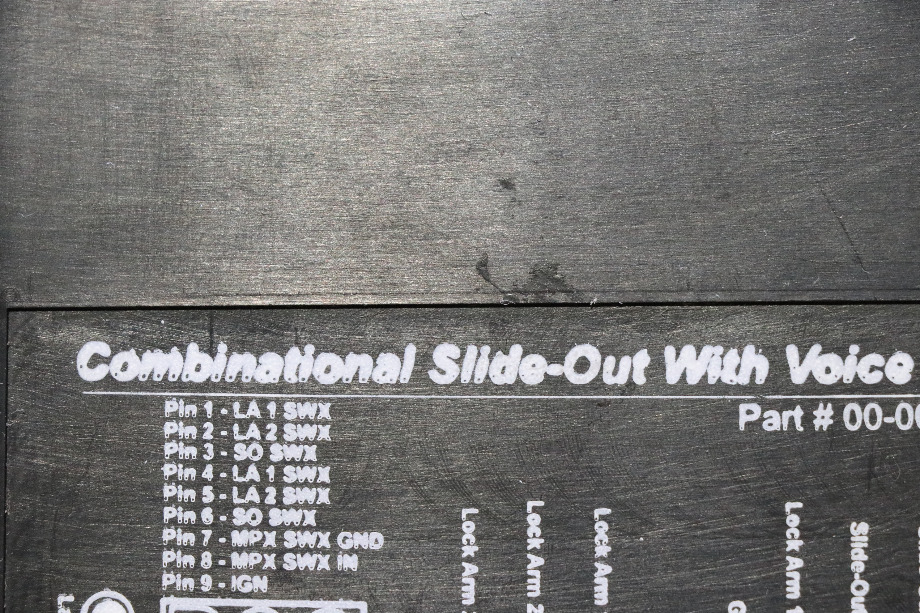 Combinational Slide-Out With Voice
Part # 00-00
Pin 1 - LA 1 SWX
Pin 2 - LA 2 SWX
Pin 3 - SO SWX
Pin 4 - LA 1 SWX
Pin 5 - LA 2 SWX
Pin 6 - SO SWX
Pin 7 - MPX SWX GND
Pin 8 - MPX SWX IN
Pin 9 - IGN
Lock Arm
Lock Arm 2
Lock Arm
Lock Arm
Slide-Ou